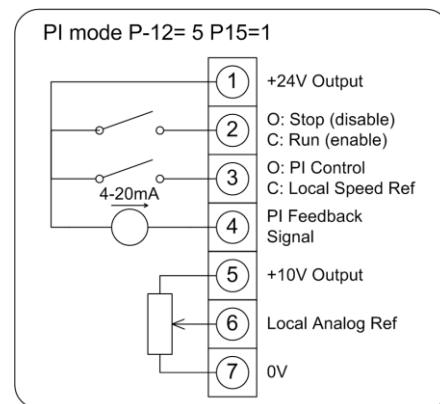 PI mode P-12= 5 P15=1
1 +24V Output
2 O: Stop (disable)
C: Run (enable)
3 O: PI Control
C: Local Speed Ref
4-20mA
4 PI Feedback
Signal
5 +10V Output
6 Local Analog Ref
7 0V